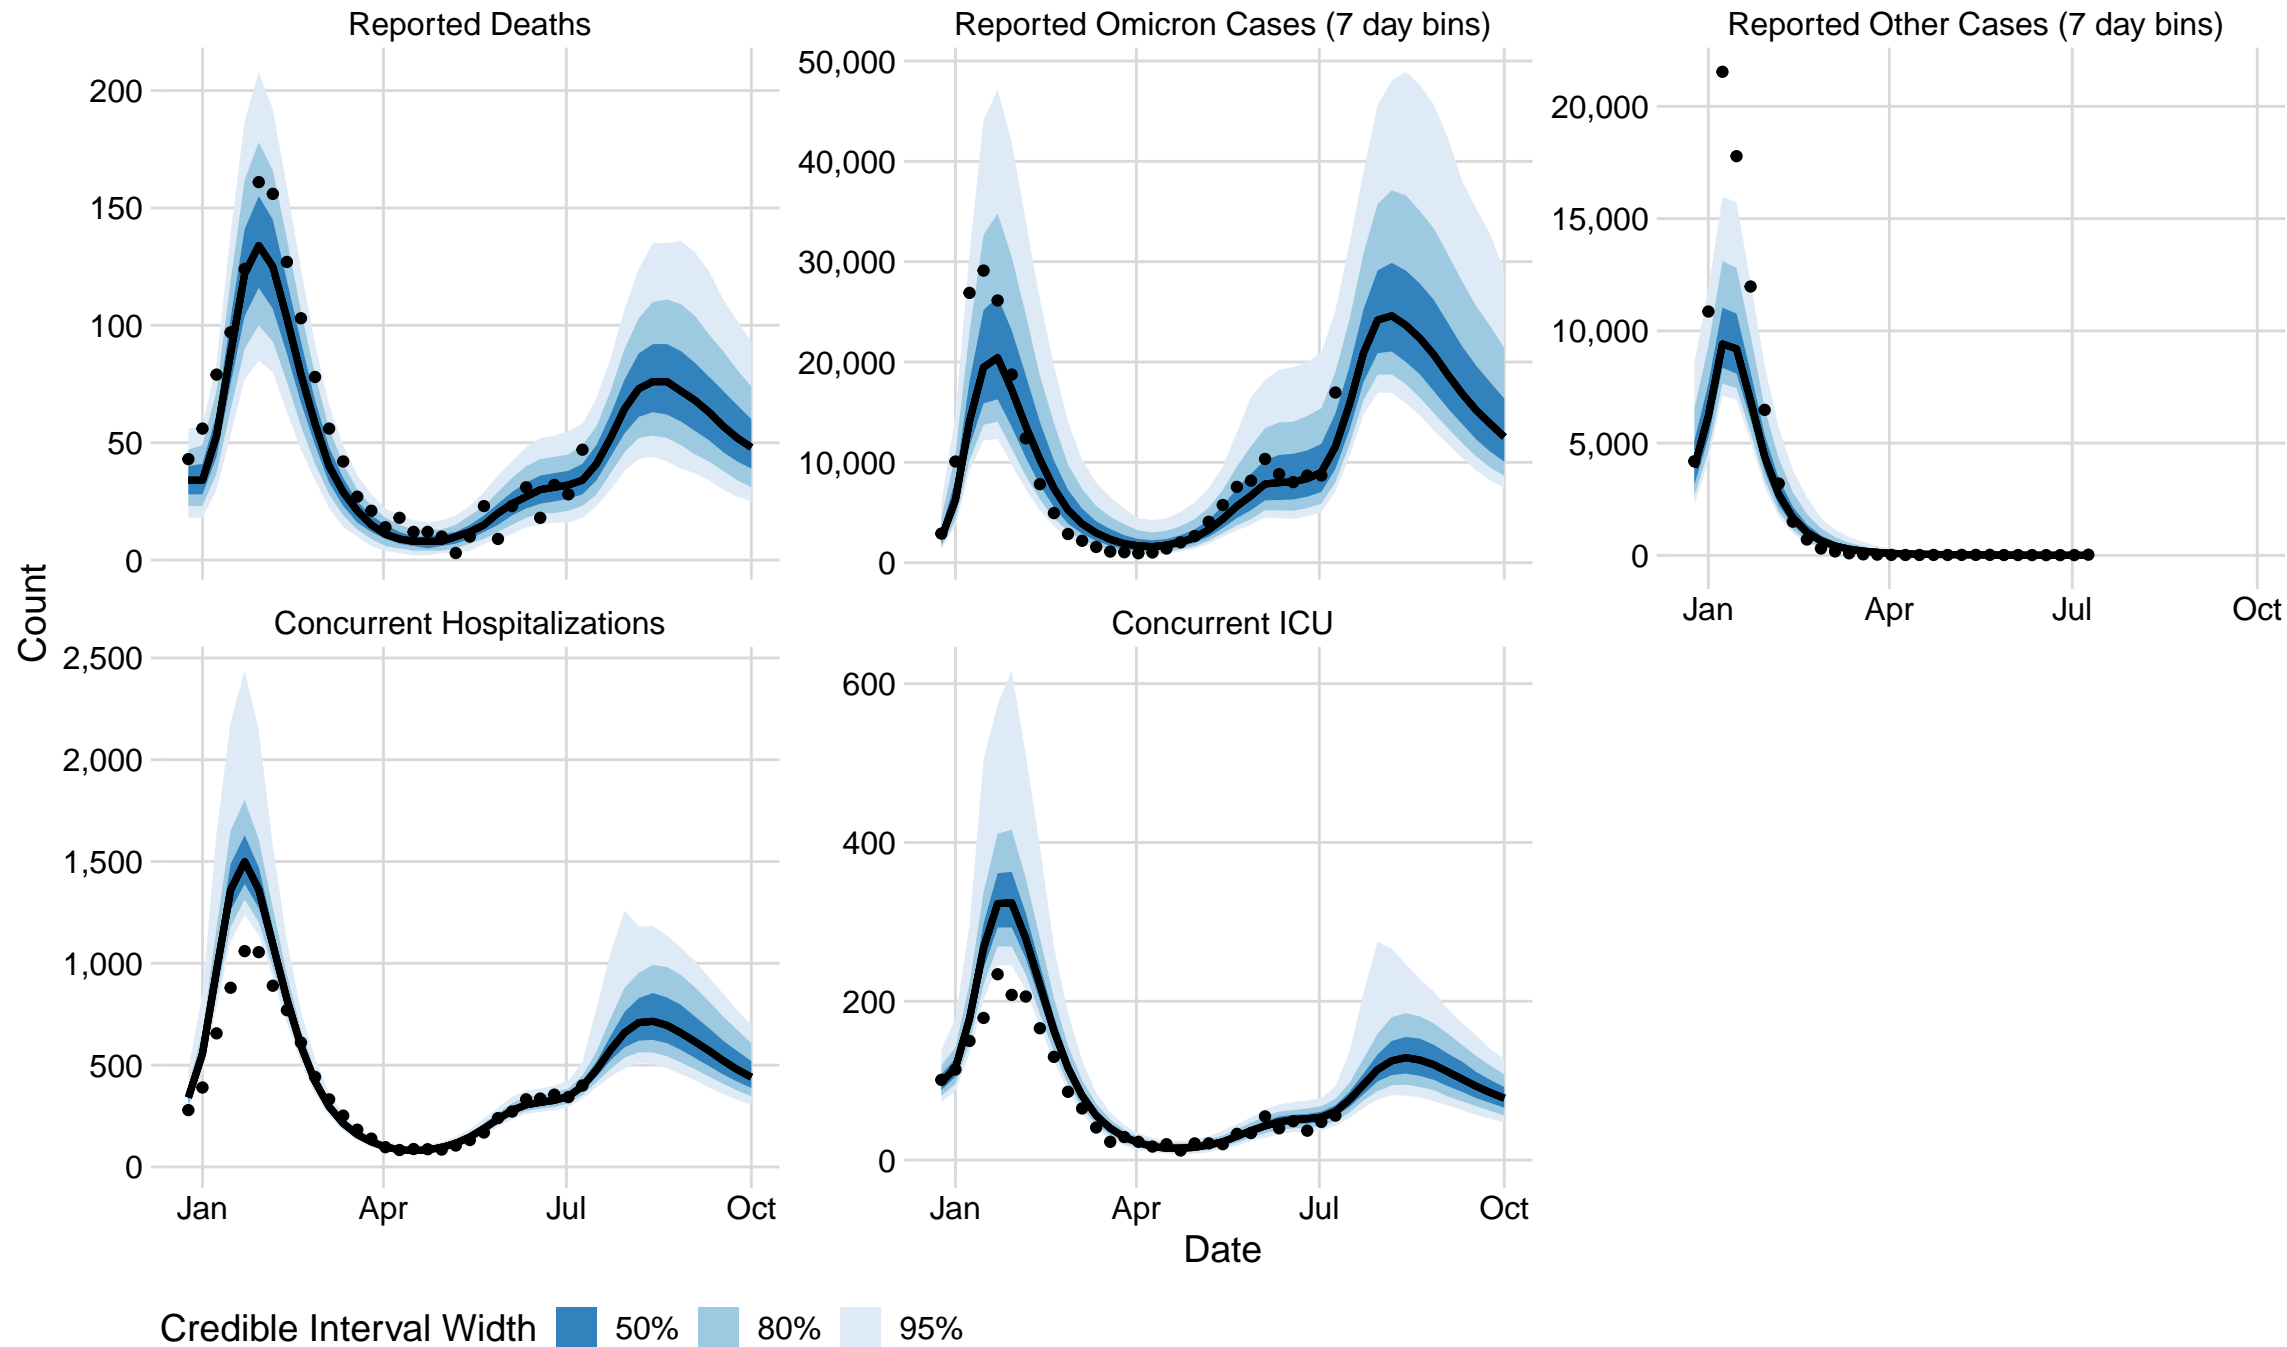 Reported Deaths
Reported Omicron Cases (7 day bins)
Reported Other Cases (7 day bins)
200
150
100
50
0
50,000
40,000
30,000
20,000
10,000
0
20,000
15,000
10,000
5,000
0
Jan Apr Jul Oct
Count
Concurrent Hospitalizations
Concurrent ICU
2,500
2,000
1,500
1,000
500
0
600
400
200
0
Jan Apr Jul Oct
Jan Apr Jul Oct
Date
Credible Interval Width 50% 80% 95%